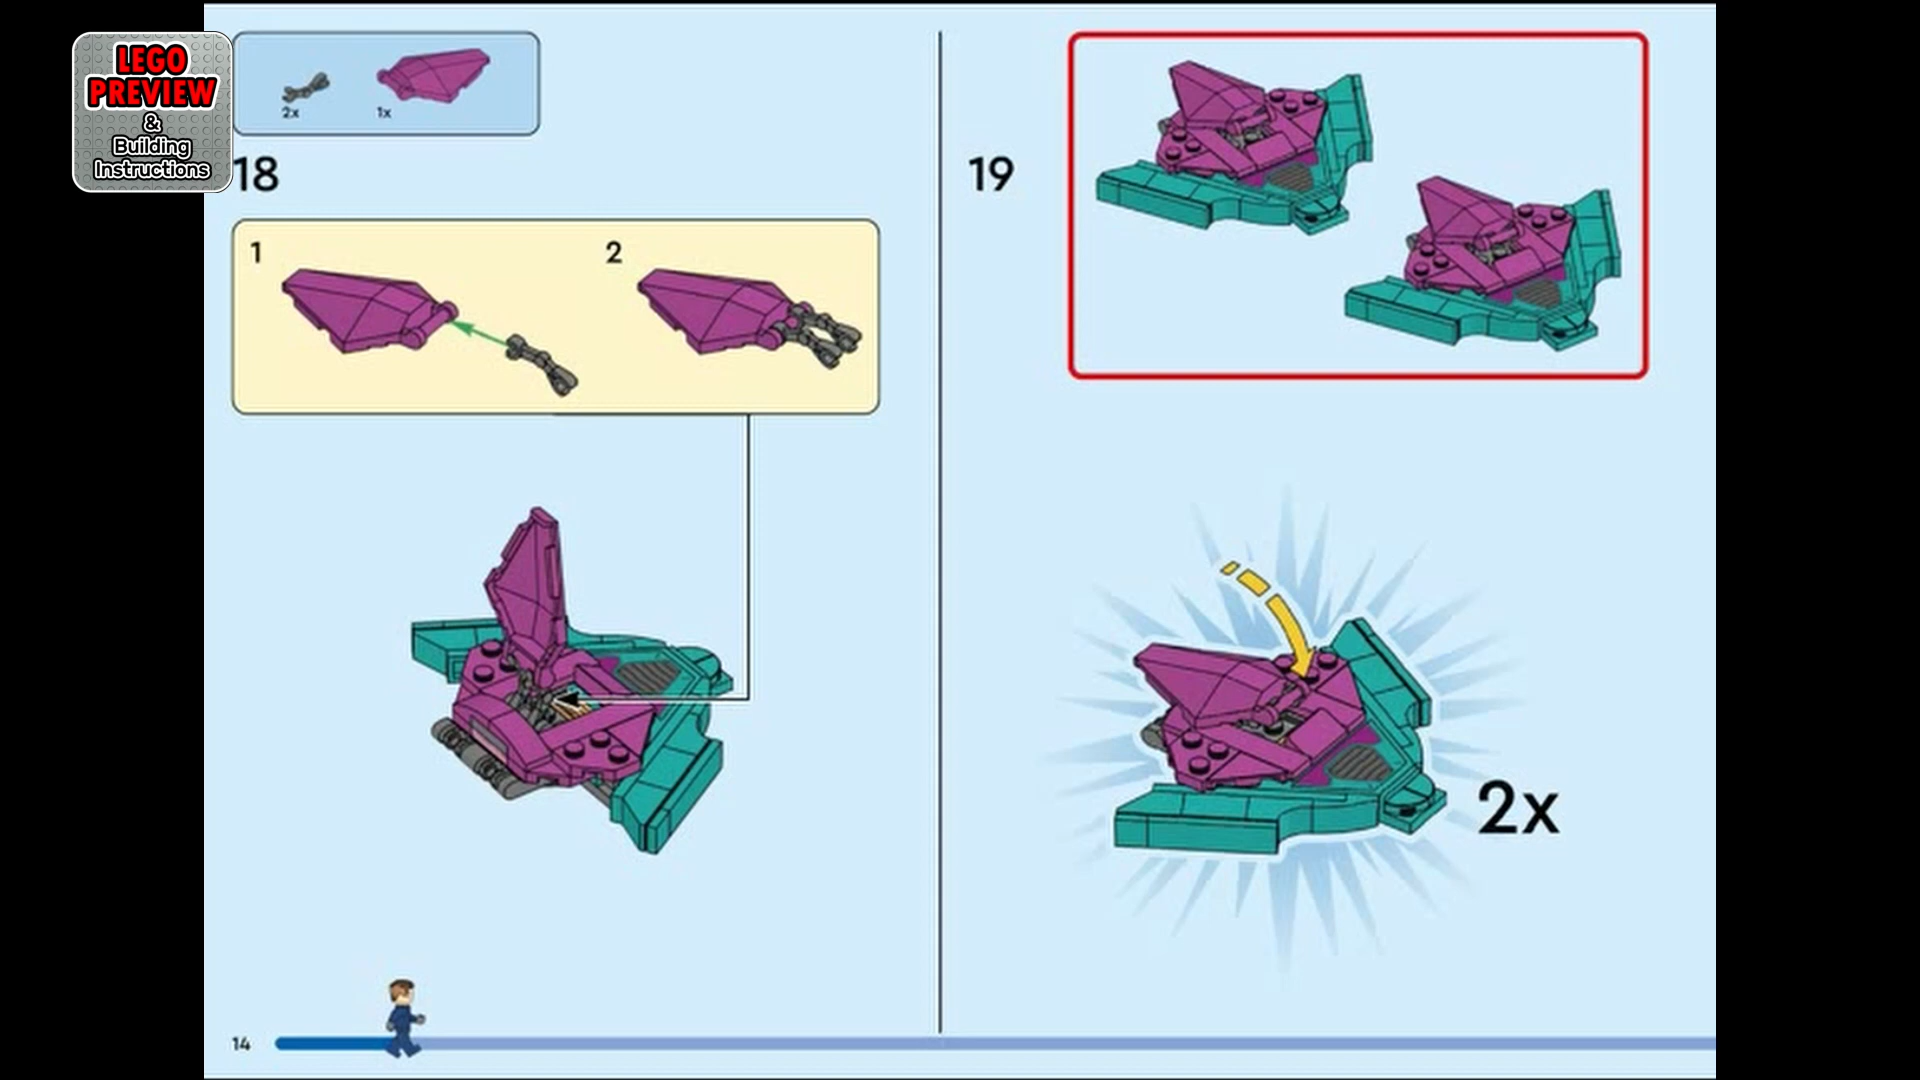 LEGO
PREVIEW
&
Building
Instructions
2x
1x
18
1
2
19
2x
14